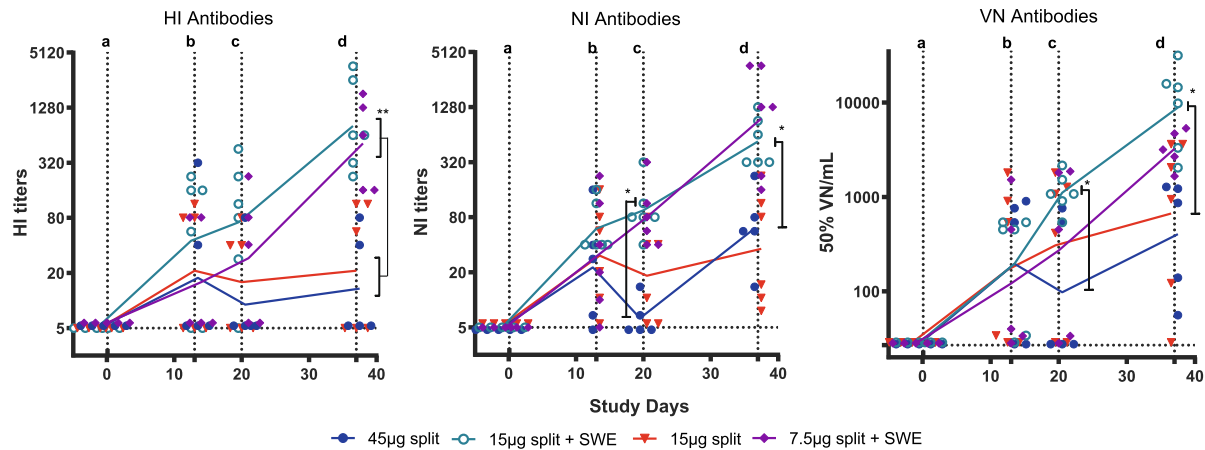 HI Antibodies
NI Antibodies
VN Antibodies
a b c d
a b c d
a b c d
HI titers
5120
1280
320
80
20
5
**
0 10 20 30 40
NI titers
5120
1280
320
80
20
5
*
*
0 10 20 30 40
50% VN/mL
10000
1000
100
*
*
0 10 20 30 40
Study Days
45µg split 15µg split + SWE 15µg split 7.5µg split + SWE